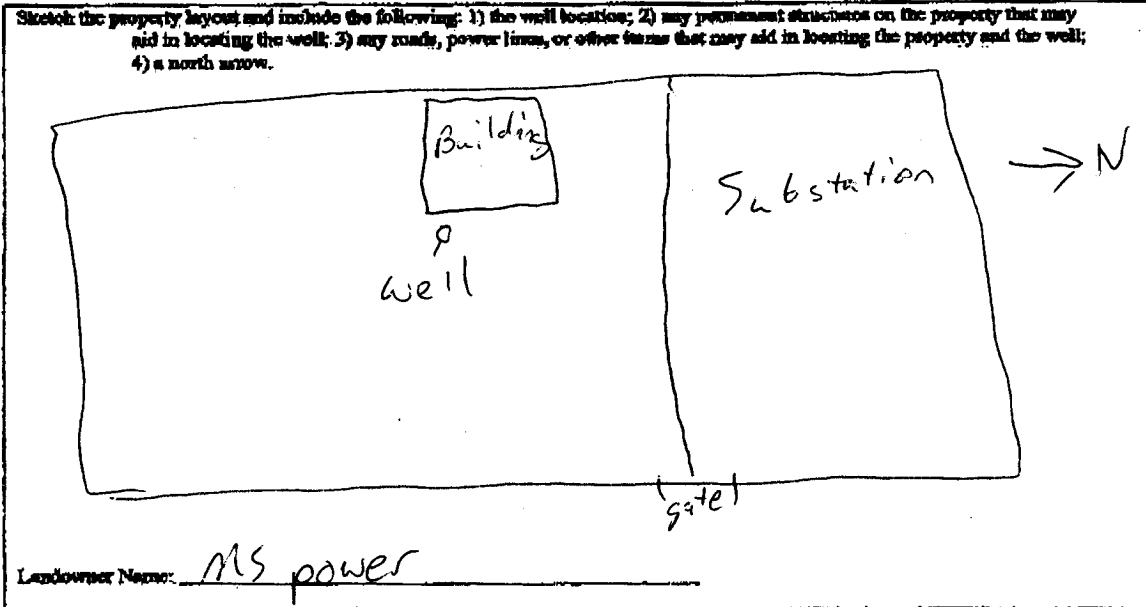 Sketch the property layout and include the following: 1) the well location; 2) any permanent structures on the property that may
aid in locating the well; 3) any roads, power lines, or other items that may aid in locating the property and the well;
4) a north arrow.
Building
N
Substation
well
gate
Landowner Name: MS power